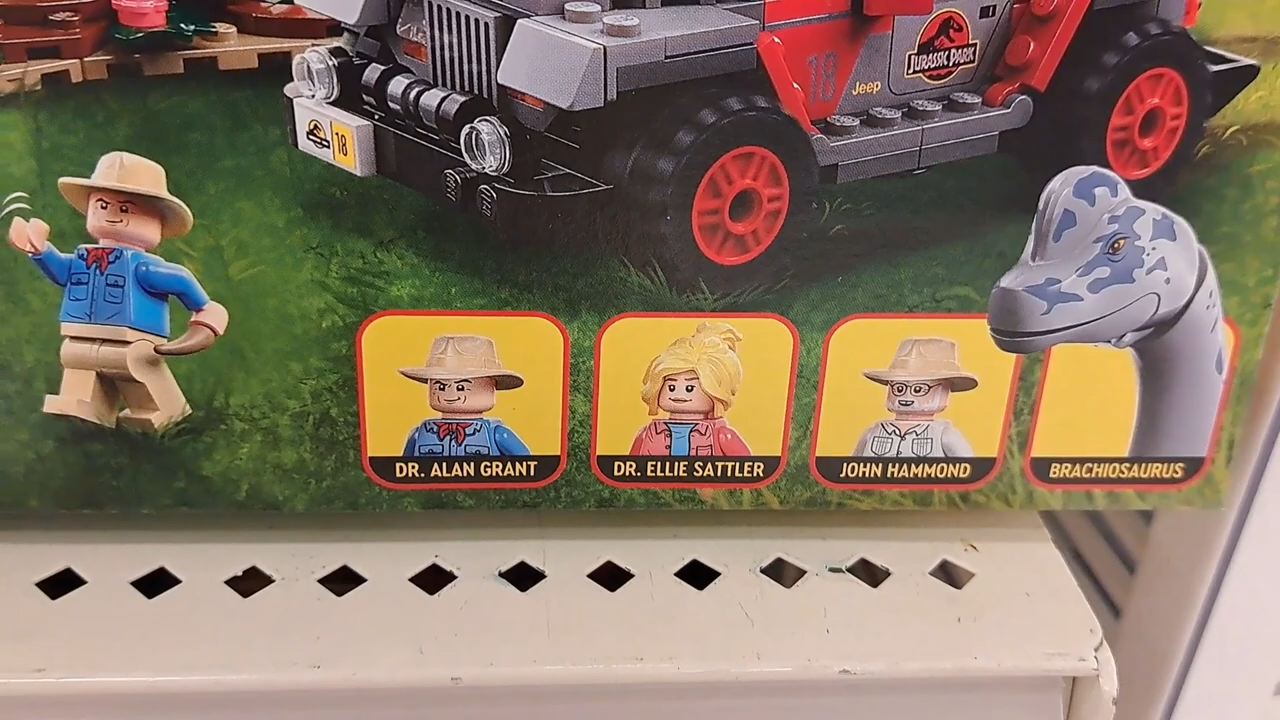 JURASSIC PARK
18
Jeep
18
DR. ALAN GRANT
DR. ELLIE SATTLER
JOHN HAMMOND
BRACHIOSAURUS